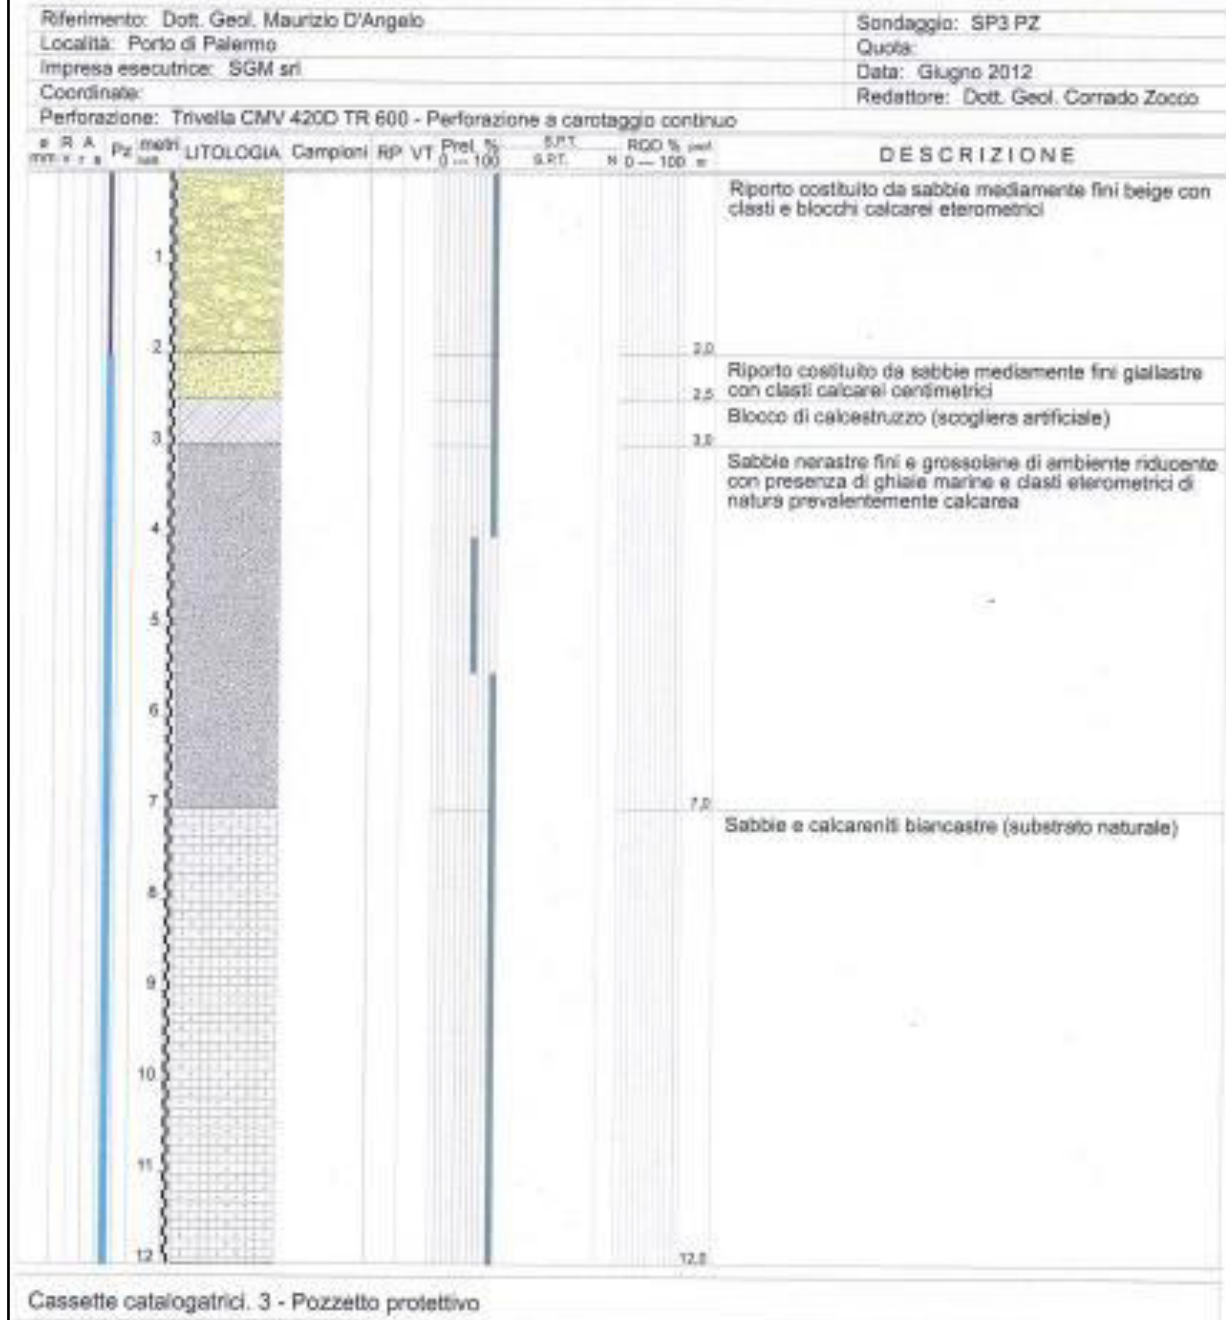 Riferimento: Dott. Geol. Maurizio D'Angelo
Sondaggio: SP3 PZ
Località: Porto di Palermo
Quota:
Impresa esecutrice: SGM srl
Data: Giugno 2012
Coordinate:
Redattore: Dott. Geol. Corrado Zocco
Perforazione: Trivella CMV 420D TR 600 - Perforazione a carotaggio continuo
ø mm R v A r s Pz metri LITOLOGIA Campioni RP VT Prel. % 0 --- 100 S.P.T. S.P.T. N RQD % 0 --- 100 prof. m DESCRIZIONE
Riporto costituito da sabbie mediamente fini beige con
clasti e blocchi calcarei eterometrici
1
2
2,0
Riporto costituito da sabbie mediamente fini giallastre
con clasti calcarei centimetrici
2,5
Blocco di calcestruzzo (scogliera artificiale)
3
3,0
Sabbie nerastre fini e grossolane di ambiente riducente
con presenza di ghiaie marine e clasti eterometrici di
natura prevalentemente calcarea
4
5
6
7
7,0
Sabbie e calcareniti biancastre (substrato naturale)
8
9
10
11
12
12,0
Cassette catalogatrici. 3 - Pozzetto protettivo